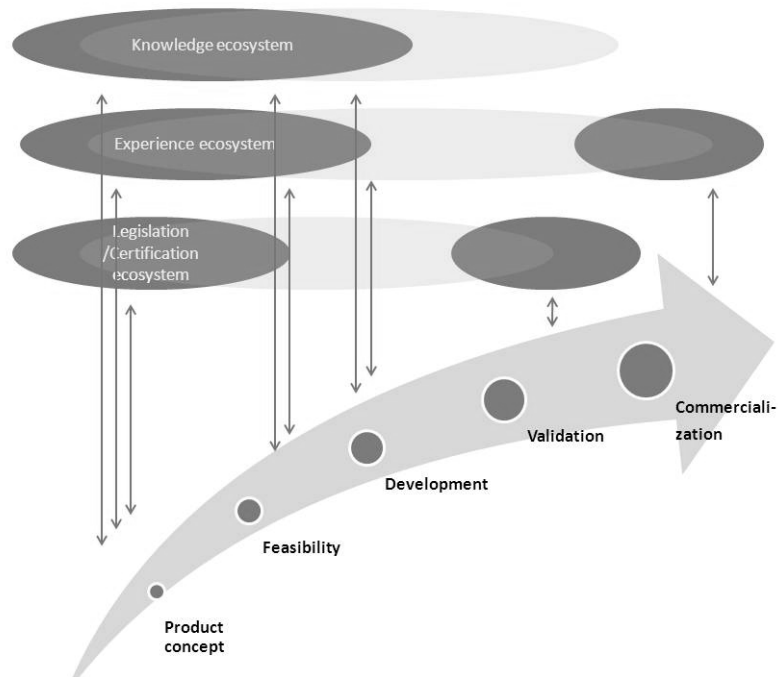 Knowledge ecosystem
Experience ecosystem
Legislation
/Certification
ecosystem
Commerciali-
zation
Validation
Development
Feasibility
Product
concept